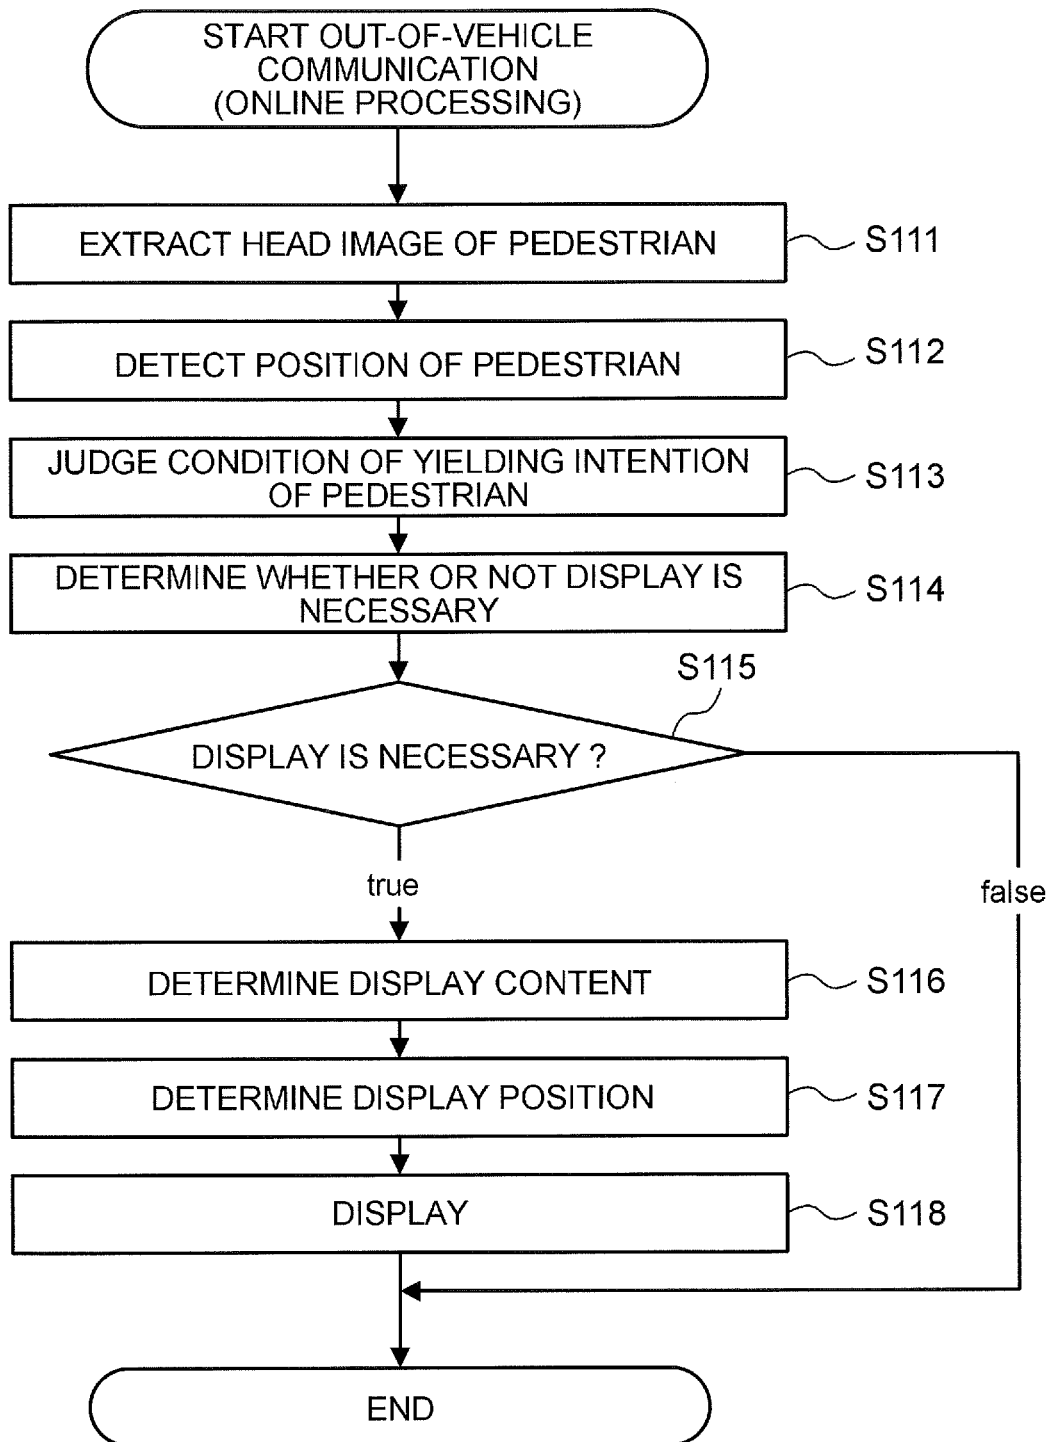 START OUT-OF-VEHICLE
COMMUNICATION
(ONLINE PROCESSING)
EXTRACT HEAD IMAGE OF PEDESTRIAN
S111
DETECT POSITION OF PEDESTRIAN
S112
JUDGE CONDITION OF YIELDING INTENTION
OF PEDESTRIAN
S113
DETERMINE WHETHER OR NOT DISPLAY IS
NECESSARY
S114
S115
DISPLAY IS NECESSARY ?
true
false
DETERMINE DISPLAY CONTENT
S116
DETERMINE DISPLAY POSITION
S117
DISPLAY
S118
END